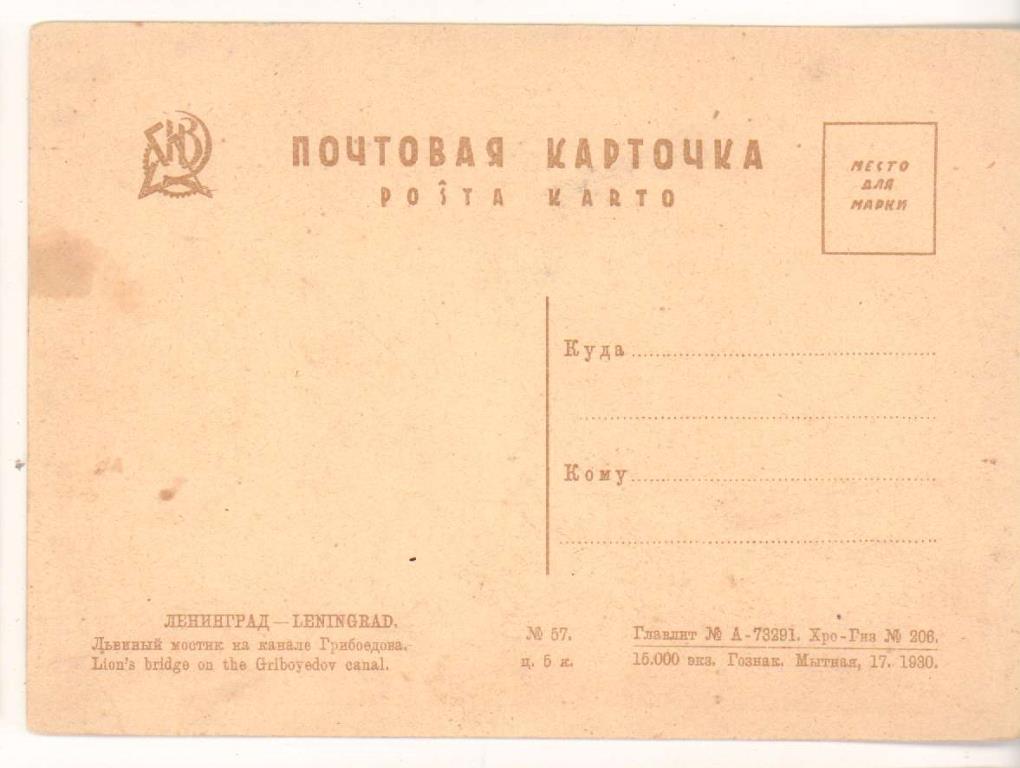 ПОЧТОВАЯ КАРТОЧКА
POŜTA KARTO
МЕСТО
ДЛЯ
МАРКИ
Куда
Кому
ЛЕНИНГРАД — LENINGRAD.
Львиный мостик на канале Грибоедова.
Lion's bridge on the Griboyedov canal.
№ 57.
ц. 5 к.
Главлит № А-73291. Хро-Гиз № 206.
15.000 экз. Гознак. Мытная, 17. 1930.